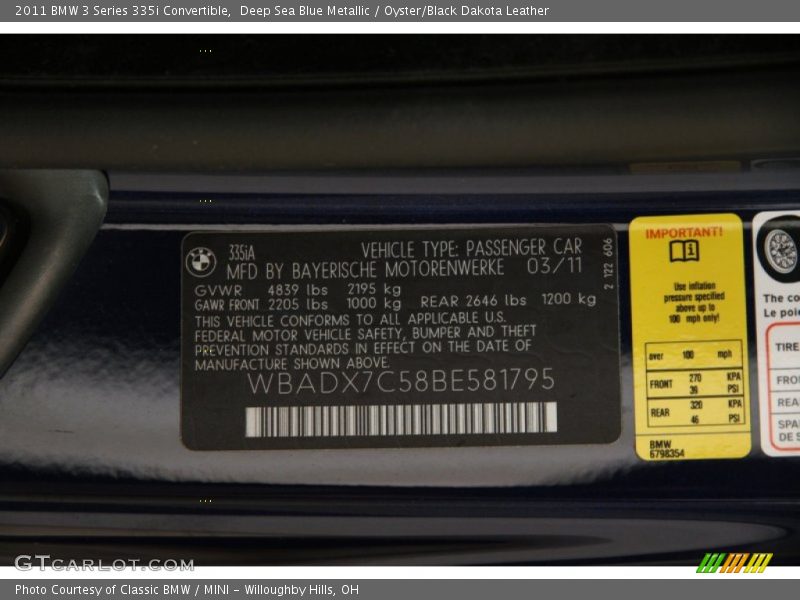 2011 BMW 3 Series 335i Convertible,  Deep Sea Blue Metallic / Oyster/Black Dakota Leather
335iA
VEHICLE TYPE: PASSENGER CAR
MFD BY BAYERISCHE MOTORENWERKE 03/11
GVWR 4839 lbs 2195 kg
GAWR FRONT 2205 lbs 1000 kg REAR 2646 lbs 1200 kg
THIS VEHICLE CONFORMS TO ALL APPLICABLE U.S.
FEDERAL MOTOR VEHICLE SAFETY, BUMPER AND THEFT
PREVENTION STANDARDS IN EFFECT ON THE DATE OF
MANUFACTURE SHOWN ABOVE.
WBADX7C58BE581795
2 122 606
IMPORTANT!
Use inflation
pressure specified
above up to
100 mph only!
over 100 mph
FRONT 270 KPA
39 PSI
REAR 320 KPA
46 PSI
BMW
6798354
The co
Le poi
TIRE
FRO
REA
SPA
DE S
GTCARLOT.COM
Photo Courtesy of Classic BMW / MINI - Willoughby Hills, OH